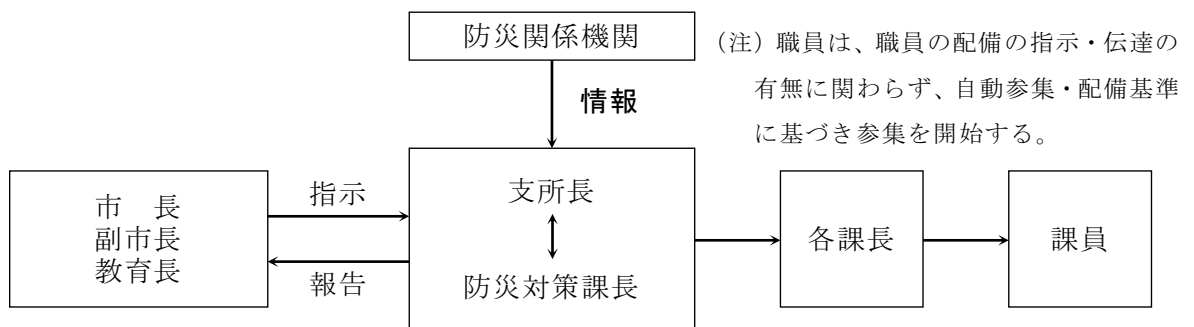 防災関係機関
（注）職員は、職員の配備の指示・伝達の
有無に関わらず、自動参集・配備基準
に基づき参集を開始する。
情報
市　長
副市長
教育長
指示
報告
支所長
防災対策課長
各課長
課員